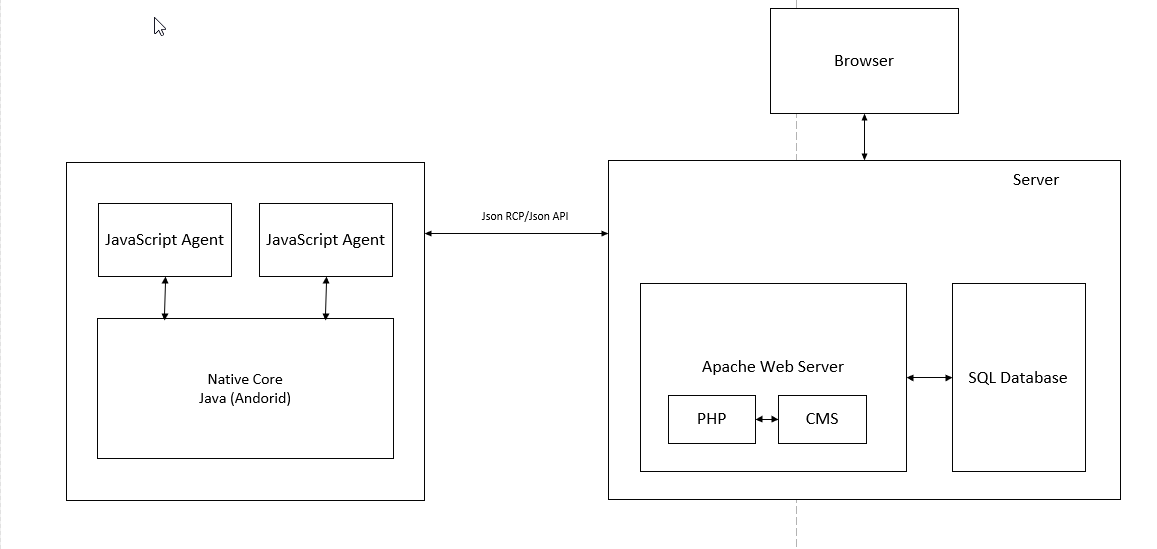 Browser
Server
Json RCP/Json API
JavaScript Agent
JavaScript Agent
Native Core
Java (Andorid)
Apache Web Server
SQL Database
PHP
CMS